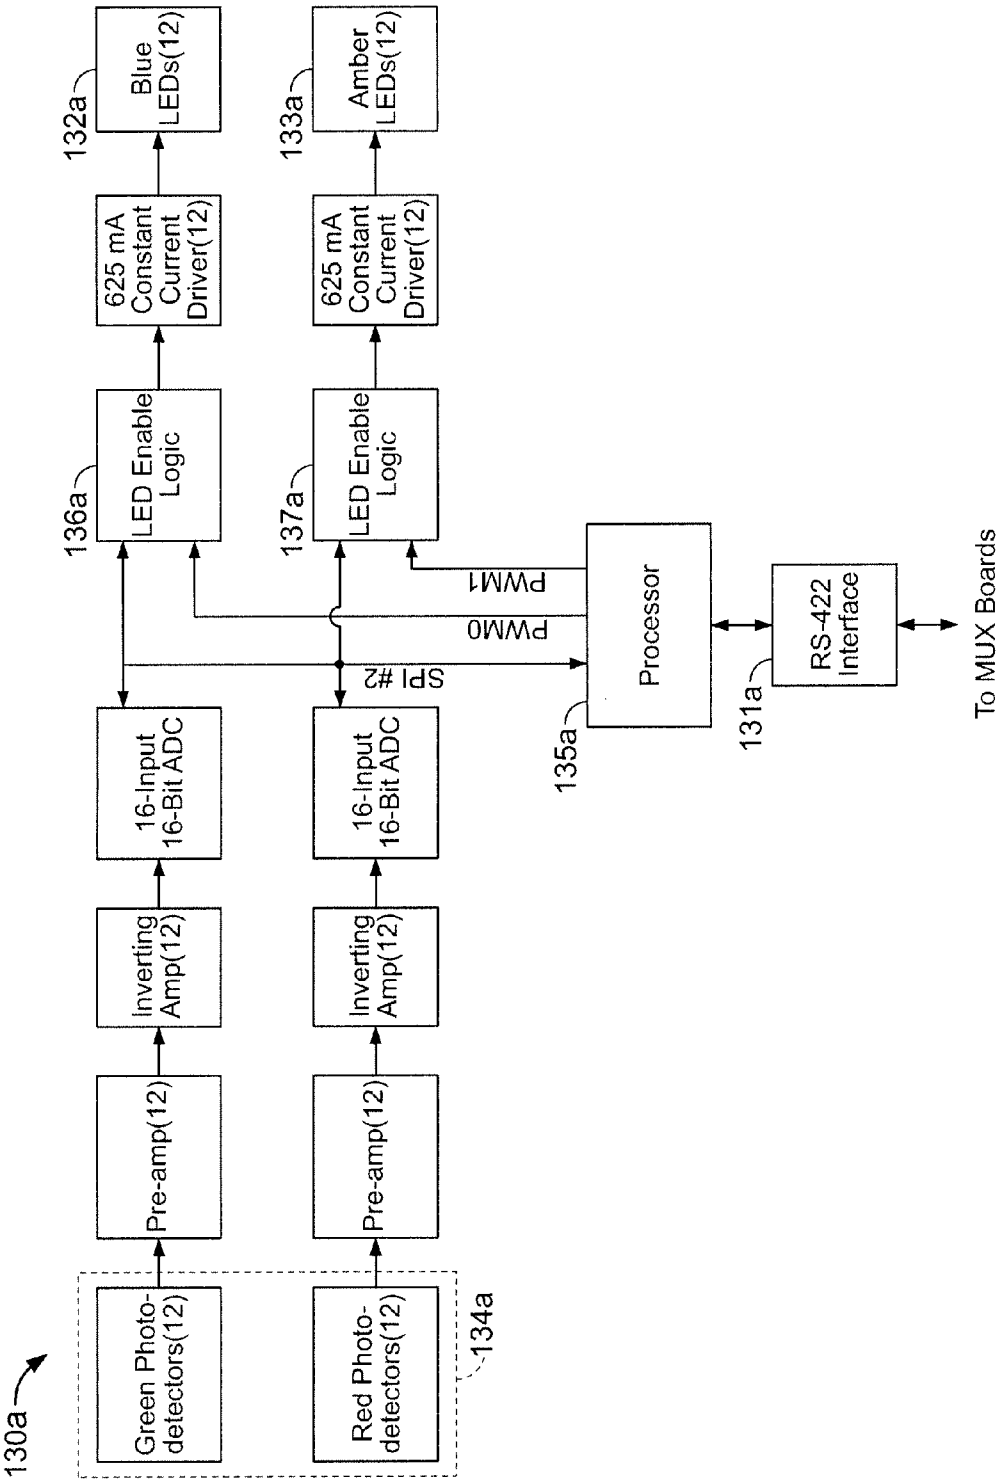 130a
Green Photo-
detectors(12)
Pre-amp(12)
Inverting
Amp(12)
16-Input
16-Bit ADC
136a
LED Enable
Logic
625 mA
Constant
Current
Driver(12)
132a
Blue
LEDs(12)
Red Photo-
detectors(12)
134a
Pre-amp(12)
Inverting
Amp(12)
16-Input
16-Bit ADC
137a
LED Enable
Logic
625 mA
Constant
Current
Driver(12)
133a
Amber
LEDs(12)
SPI #2
PWM0
PWM1
135a
Processor
131a
RS-422
Interface
To MUX Boards